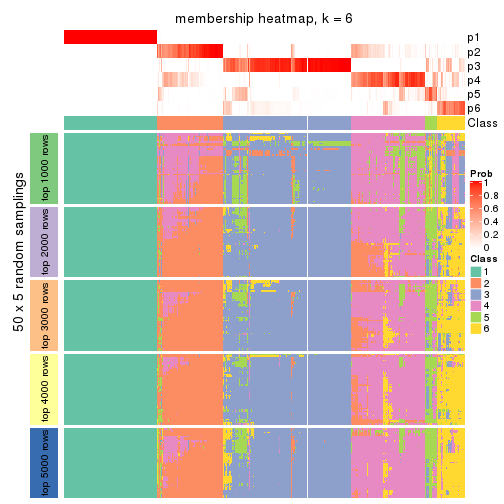 membership heatmap, k = 6
p1
p2
p3
p4
p5
p6
Class
50 x 5 random samplings
top 1000 rows
top 2000 rows
top 3000 rows
top 4000 rows
top 5000 rows
Prob
1
0.8
0.6
0.4
0.2
0
Class
1
2
3
4
5
6